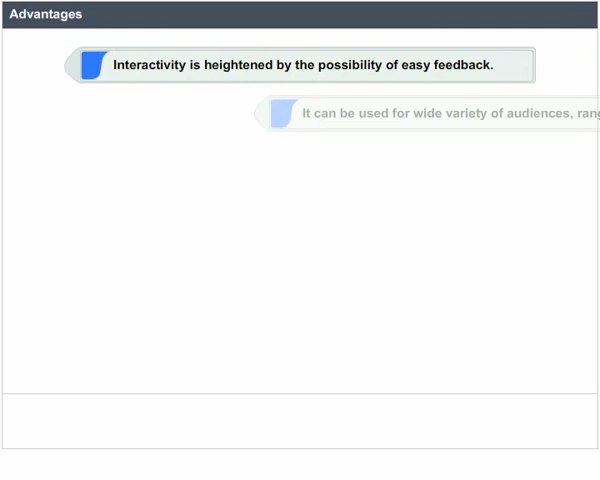 Advantages
Interactivity is heightened by the possibility of easy feedback.
It can be used for wide variety of audiences, rang